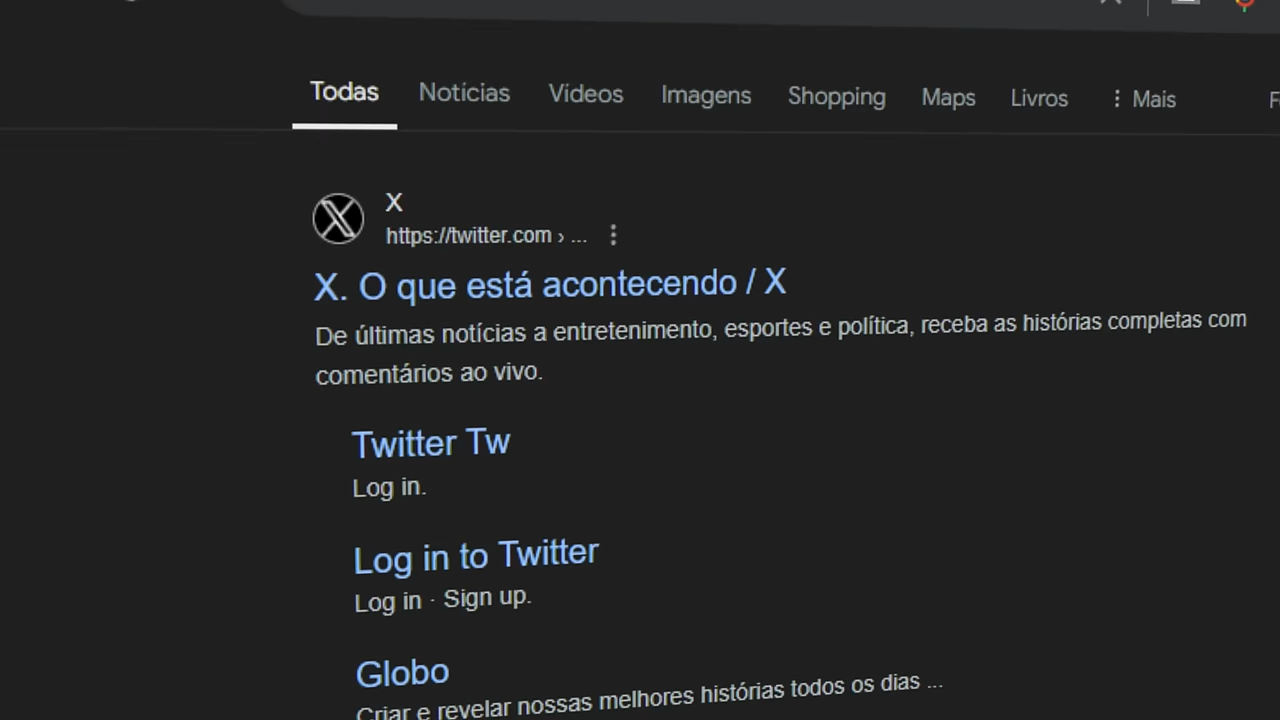 Todas Notícias Vídeos Imagens Shopping Maps Livros Mais
X
https://twitter.com › ...
X. O que está acontecendo / X
De últimas notícias a entretenimento, esportes e política, receba as histórias completas com
comentários ao vivo.
Twitter Tw
Log in.
Log in to Twitter
Log in · Sign up.
Globo
Criar e revelar nossas melhores histórias todos os dias ...